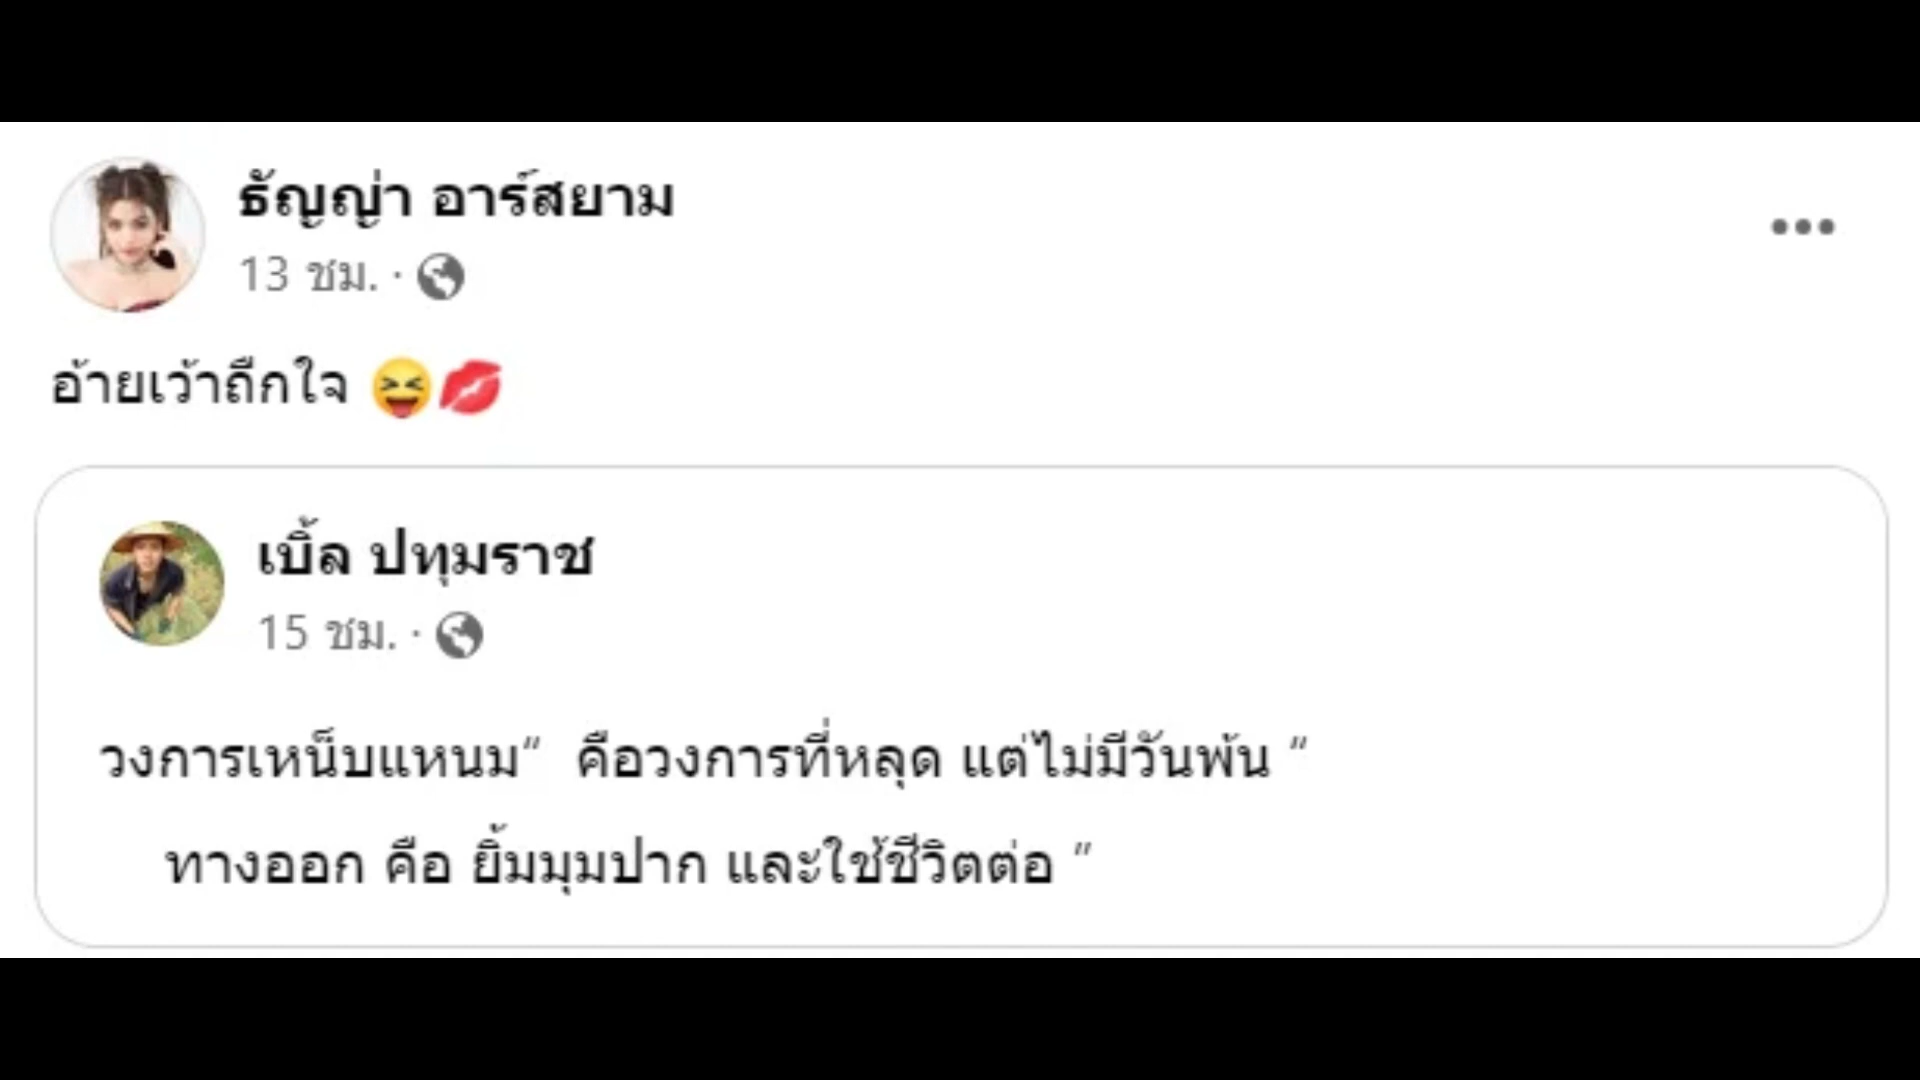 ธัญญ่า อาร์สยาม
13 ชม. ·
อ้ายเว้าถืกใจ 😝💋
เบิ้ล ปทุมราช
15 ชม. ·
วงการเหน็บแหนม“ คือวงการที่หลุด แต่ไม่มีวันพ้น “
ทางออก คือ ยิ้มมุมปาก และใช้ชีวิตต่อ “